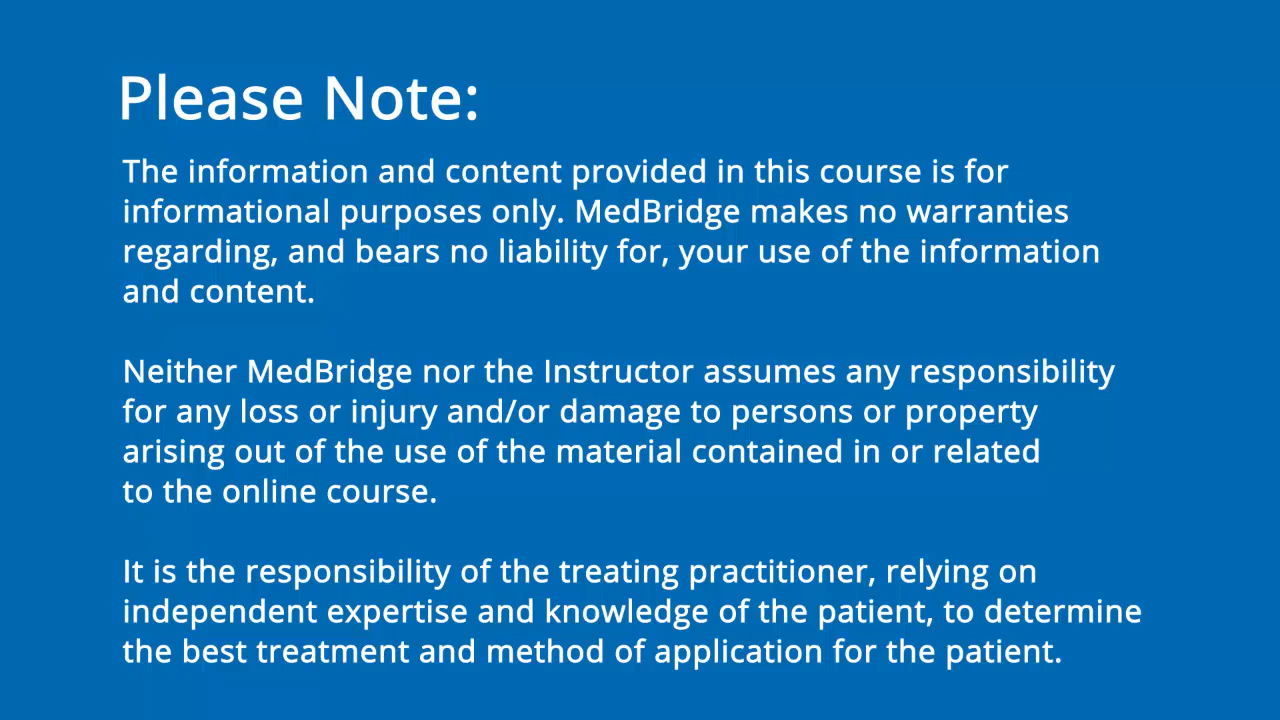 Please Note:
The information and content provided in this course is for
informational purposes only. MedBridge makes no warranties
regarding, and bears no liability for, your use of the information
and content.
Neither MedBridge nor the Instructor assumes any responsibility
for any loss or injury and/or damage to persons or property
arising out of the use of the material contained in or related
to the online course.
It is the responsibility of the treating practitioner, relying on
independent expertise and knowledge of the patient, to determine
the best treatment and method of application for the patient.